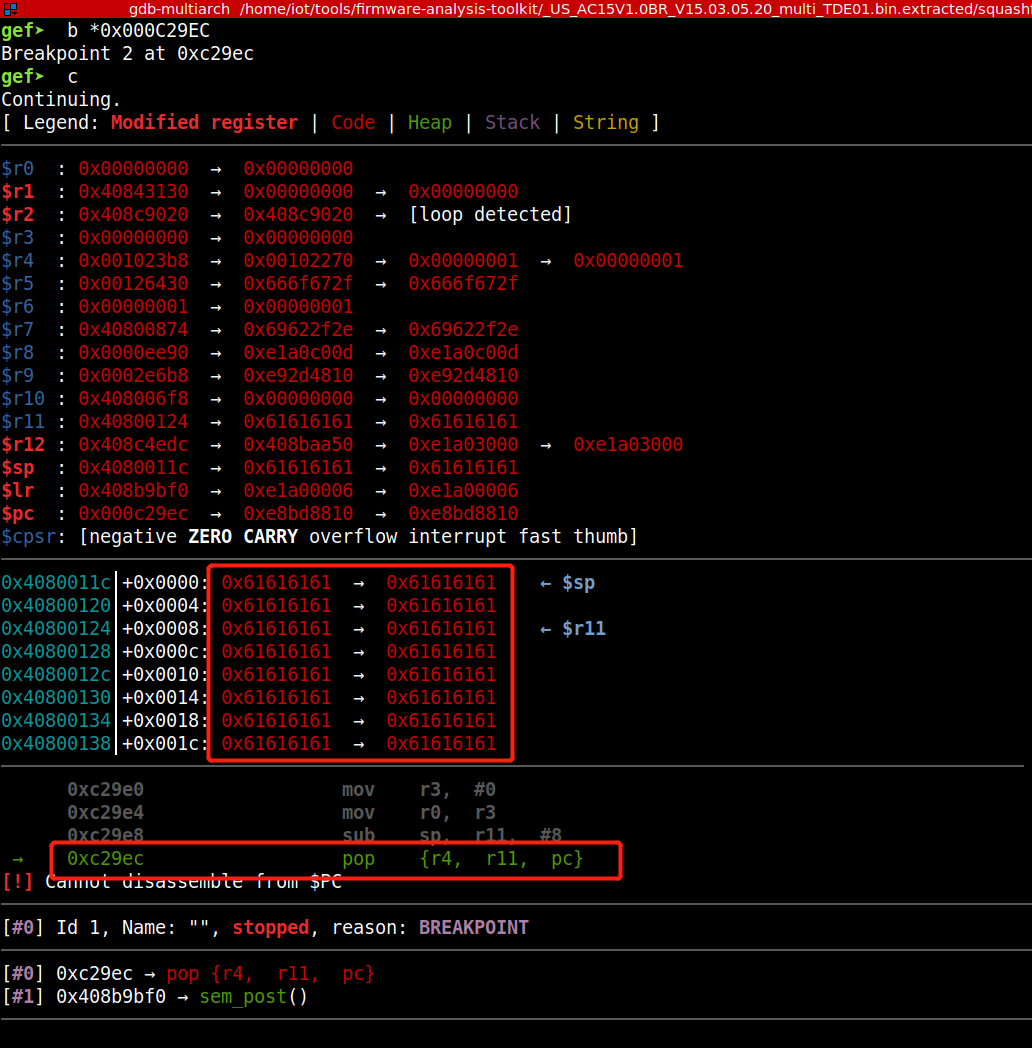 gdb-multiarch /home/iot/tools/firmware-analysis-toolkit/_US_AC15V1.0BR_V15.03.05.20_multi_TDE01.bin.extracted/squash
gef➤ b *0x000C29EC
Breakpoint 2 at 0xc29ec
gef➤ c
Continuing.
[ Legend: Modified register | Code | Heap | Stack | String ]
$r0 : 0x00000000 → 0x00000000
$r1 : 0x40843130 → 0x00000000 → 0x00000000
$r2 : 0x408c9020 → 0x408c9020 → [loop detected]
$r3 : 0x00000000 → 0x00000000
$r4 : 0x001023b8 → 0x00102270 → 0x00000001 → 0x00000001
$r5 : 0x00126430 → 0x666f672f → 0x666f672f
$r6 : 0x00000001 → 0x00000001
$r7 : 0x40800874 → 0x69622f2e → 0x69622f2e
$r8 : 0x0000ee90 → 0xe1a0c00d → 0xe1a0c00d
$r9 : 0x0002e6b8 → 0xe92d4810 → 0xe92d4810
$r10 : 0x408006f8 → 0x00000000 → 0x00000000
$r11 : 0x40800124 → 0x61616161 → 0x61616161
$r12 : 0x408c4edc → 0x408baa50 → 0xe1a03000 → 0xe1a03000
$sp : 0x4080011c → 0x61616161 → 0x61616161
$lr : 0x408b9bf0 → 0xe1a00006 → 0xe1a00006
$pc : 0x000c29ec → 0xe8bd8810 → 0xe8bd8810
$cpsr: [negative ZERO CARRY overflow interrupt fast thumb]
0x4080011c|+0x0000: 0x61616161 → 0x61616161 ← $sp
0x40800120|+0x0004: 0x61616161 → 0x61616161
0x40800124|+0x0008: 0x61616161 → 0x61616161 ← $r11
0x40800128|+0x000c: 0x61616161 → 0x61616161
0x4080012c|+0x0010: 0x61616161 → 0x61616161
0x40800130|+0x0014: 0x61616161 → 0x61616161
0x40800134|+0x0018: 0x61616161 → 0x61616161
0x40800138|+0x001c: 0x61616161 → 0x61616161
0xc29e0 mov r3, #0
0xc29e4 mov r0, r3
0xc29e8 sub sp, r11, #8
→ 0xc29ec pop {r4, r11, pc}
[!] Cannot disassemble from $PC
[#0] Id 1, Name: "", stopped, reason: BREAKPOINT
[#0] 0xc29ec → pop {r4, r11, pc}
[#1] 0x408b9bf0 → sem_post()